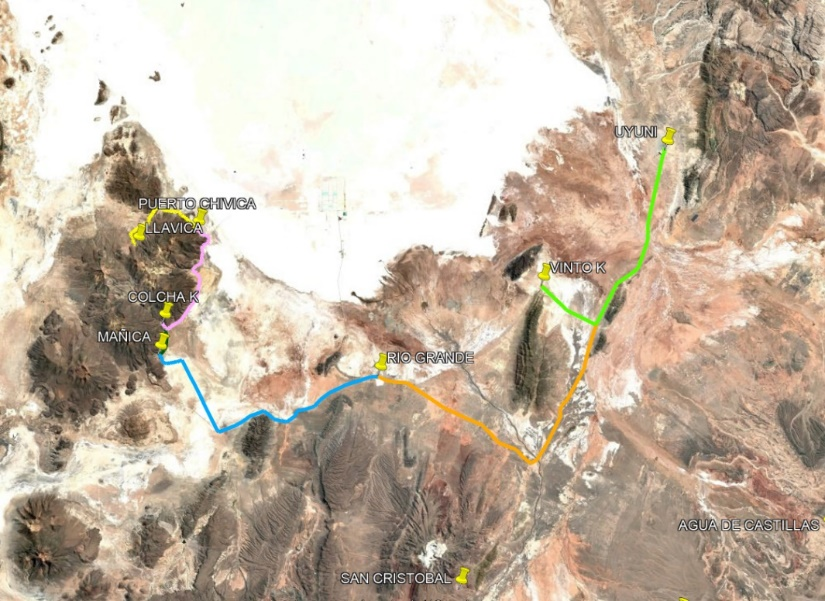 UYUNI
PUERTO CHIVICA
LLAVICA
VINTO K
COLCHA K
MAÑICA
RIO GRANDE
AGUA DE CASTILLAS
SAN CRISTOBAL